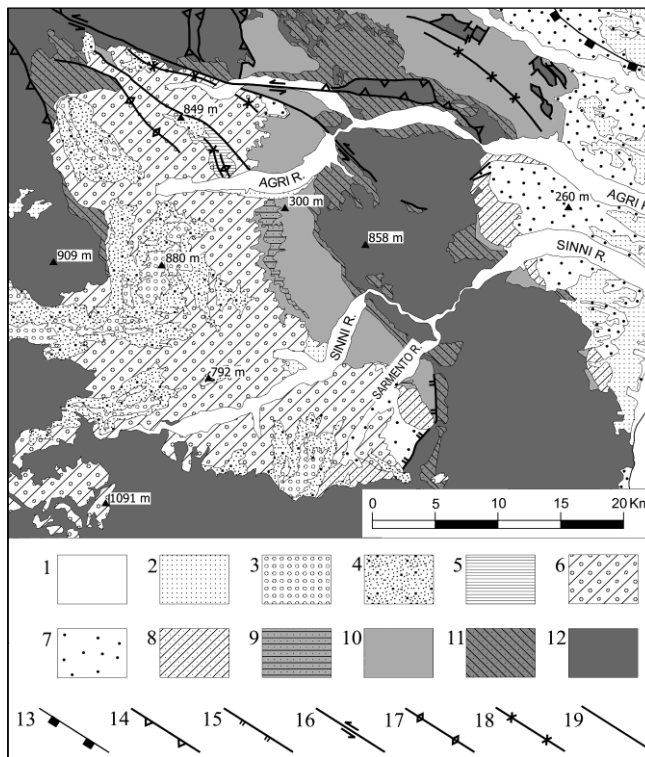 849 m
AGRI R.
300 m
AGRI R
260 m
SINNI R.
909 m
880 m
858 m
SINNI R.
SARMENTO R.
792 m
1091 m
0 5 10 15 20 Km
1 2 3 4 5 6
7 8 9 10 11 12
13 14 15 16 17 18 19